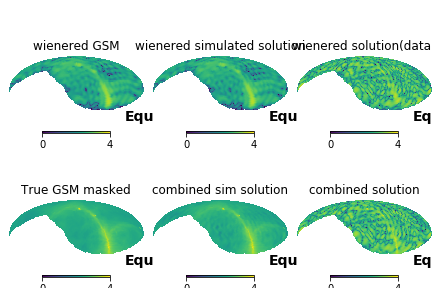 wienered GSM
wienered simulated solution
wienered solution(data
Equ
Equ
Eq
0 4
0 4
0 4
True GSM masked
combined sim solution
combined solution
Equ
Equ
Eq
0 4
0 4
0 4